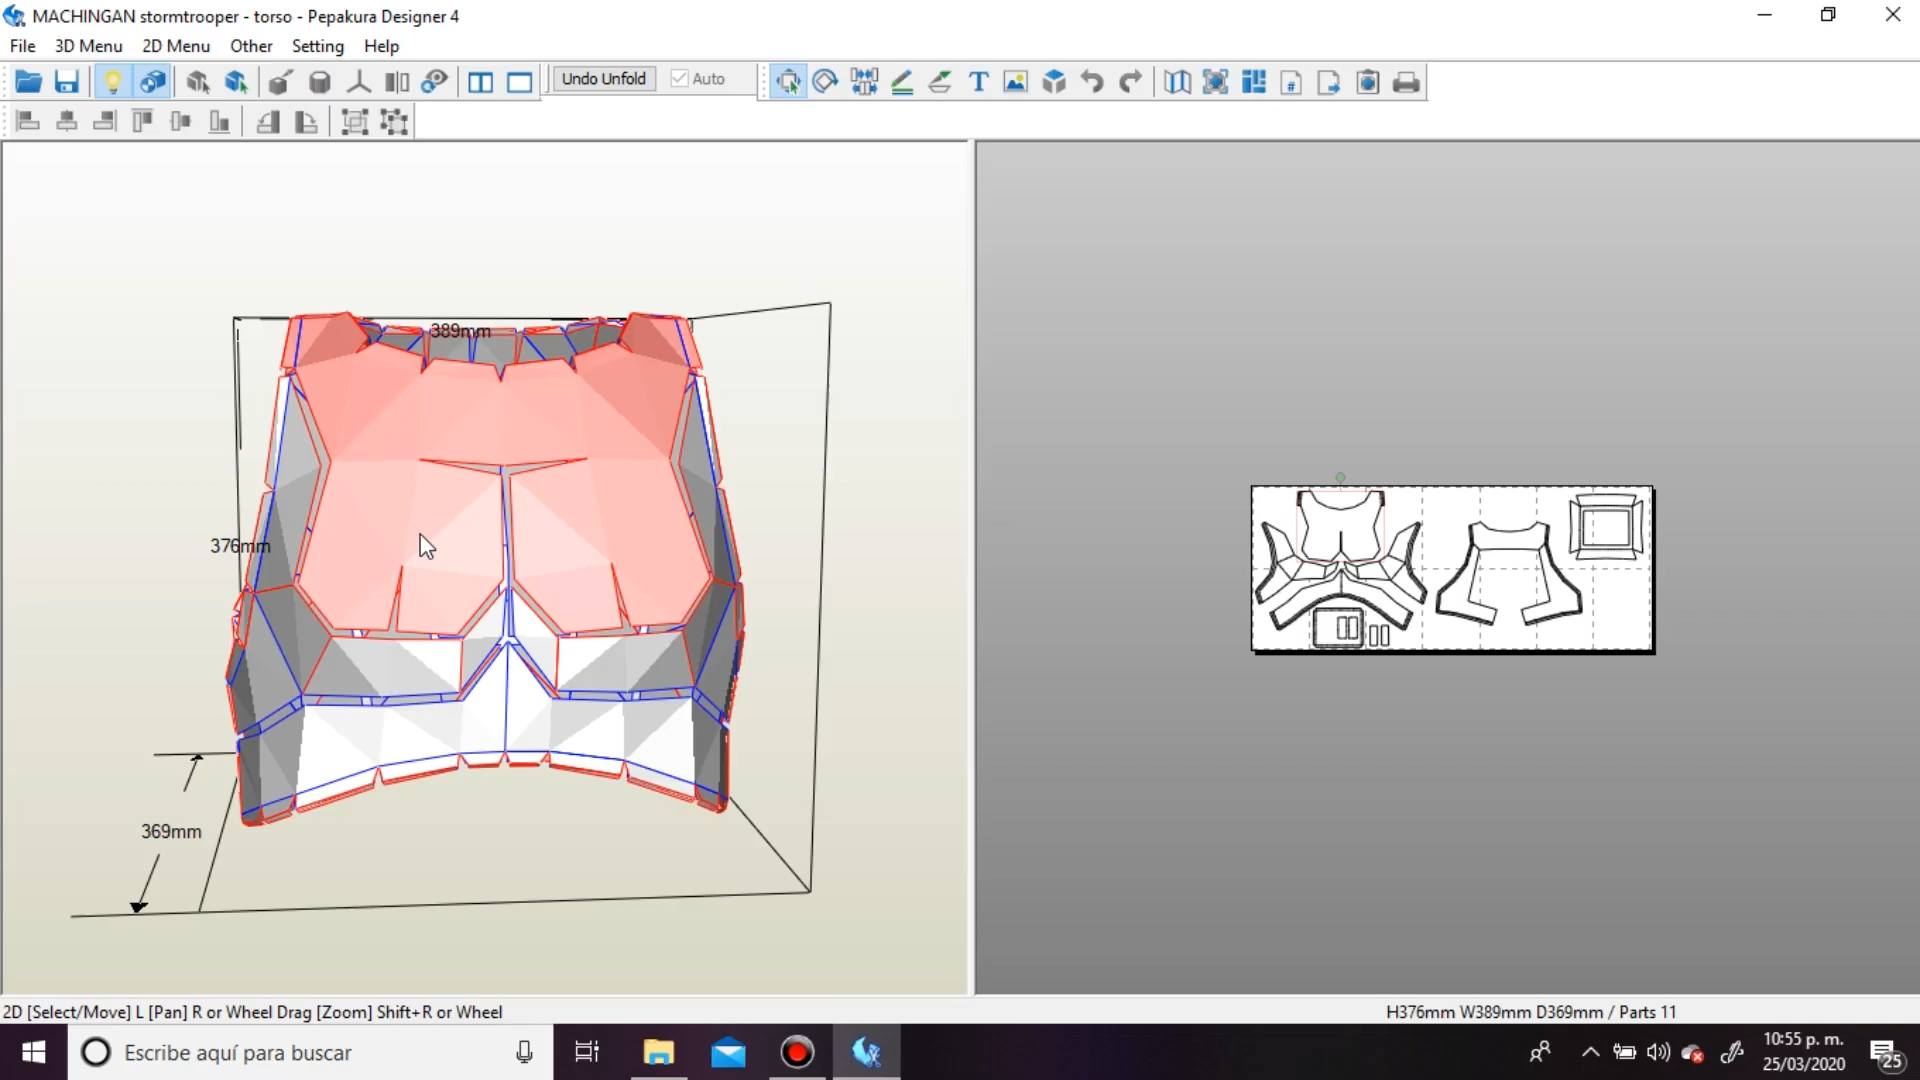 MACHINGAN stormtrooper - torso - Pepakura Designer 4
File 3D Menu 2D Menu Other Setting Help
Undo Unfold Auto
389mm
376mm
369mm
2D [Select/Move] L [Pan] R or Wheel Drag [Zoom] Shift+R or Wheel
H376mm W389mm D369mm / Parts 11
Escribe aquí para buscar
10:55 p. m.
25/03/2020
25